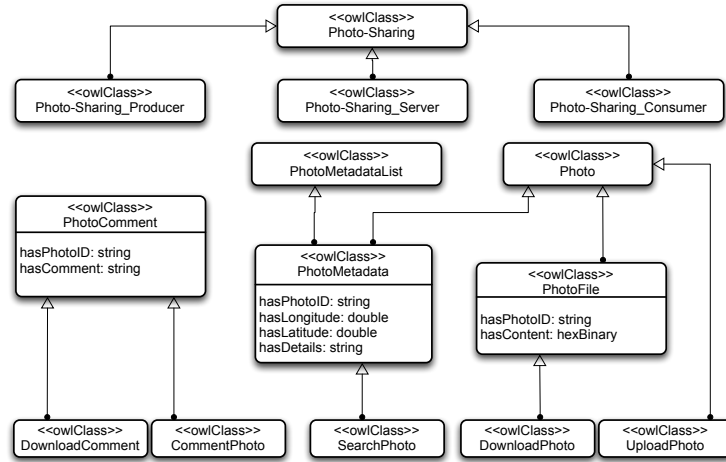 <<owlClass>>
Photo-Sharing
<<owlClass>>
Photo-Sharing_Producer
<<owlClass>>
Photo-Sharing_Server
<<owlClass>>
Photo-Sharing_Consumer
<<owlClass>>
PhotoMetadataList
<<owlClass>>
Photo
<<owlClass>>
PhotoComment
hasPhotoID: string
hasComment: string
<<owlClass>>
PhotoMetadata
hasPhotoID: string
hasLongitude: double
hasLatitude: double
hasDetails: string
<<owlClass>>
PhotoFile
hasPhotoID: string
hasContent: hexBinary
<<owlClass>>
DownloadComment
<<owlClass>>
CommentPhoto
<<owlClass>>
SearchPhoto
<<owlClass>>
DownloadPhoto
<<owlClass>>
UploadPhoto